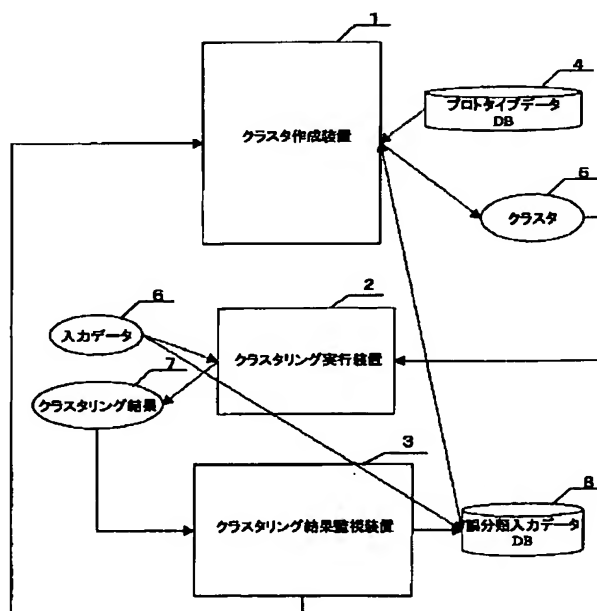 1
4
プロトタイプデータ
DB
クラスタ作成装置
5
クラスタ
6
入力データ
2
クラスタリング実行装置
7
クラスタリング結果
3
クラスタリング結果監視装置
8
誤分類入力データ
DB